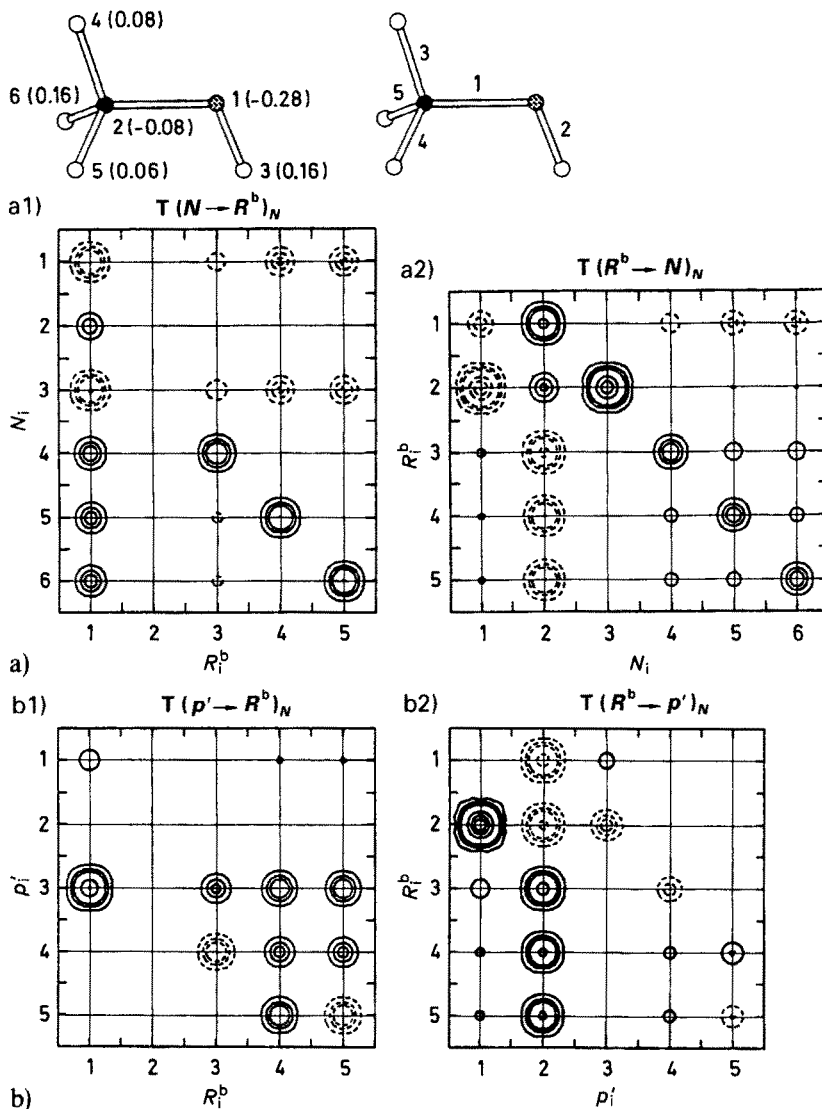 4 (0.08)
6 (0.16) 1 (-0.28)
2 (-0.08)
5 (0.06) 3 (0.16)
3
5 1
4 2
a1) T (N → R^b)_N
a2) T (R^b → N)_N
N_i
1
2
3
4
5
6
1 2 3 4 5
R_i^b
R_i^b
1
2
3
4
5
1 2 3 4 5 6
N_i
a)
b1) T (p' → R^b)_N
b2) T (R^b → p')_N
p_i'
1
2
3
4
5
1 2 3 4 5
R_i^b
R_i^b
1
2
3
4
5
1 2 3 4 5
p_i'
b)